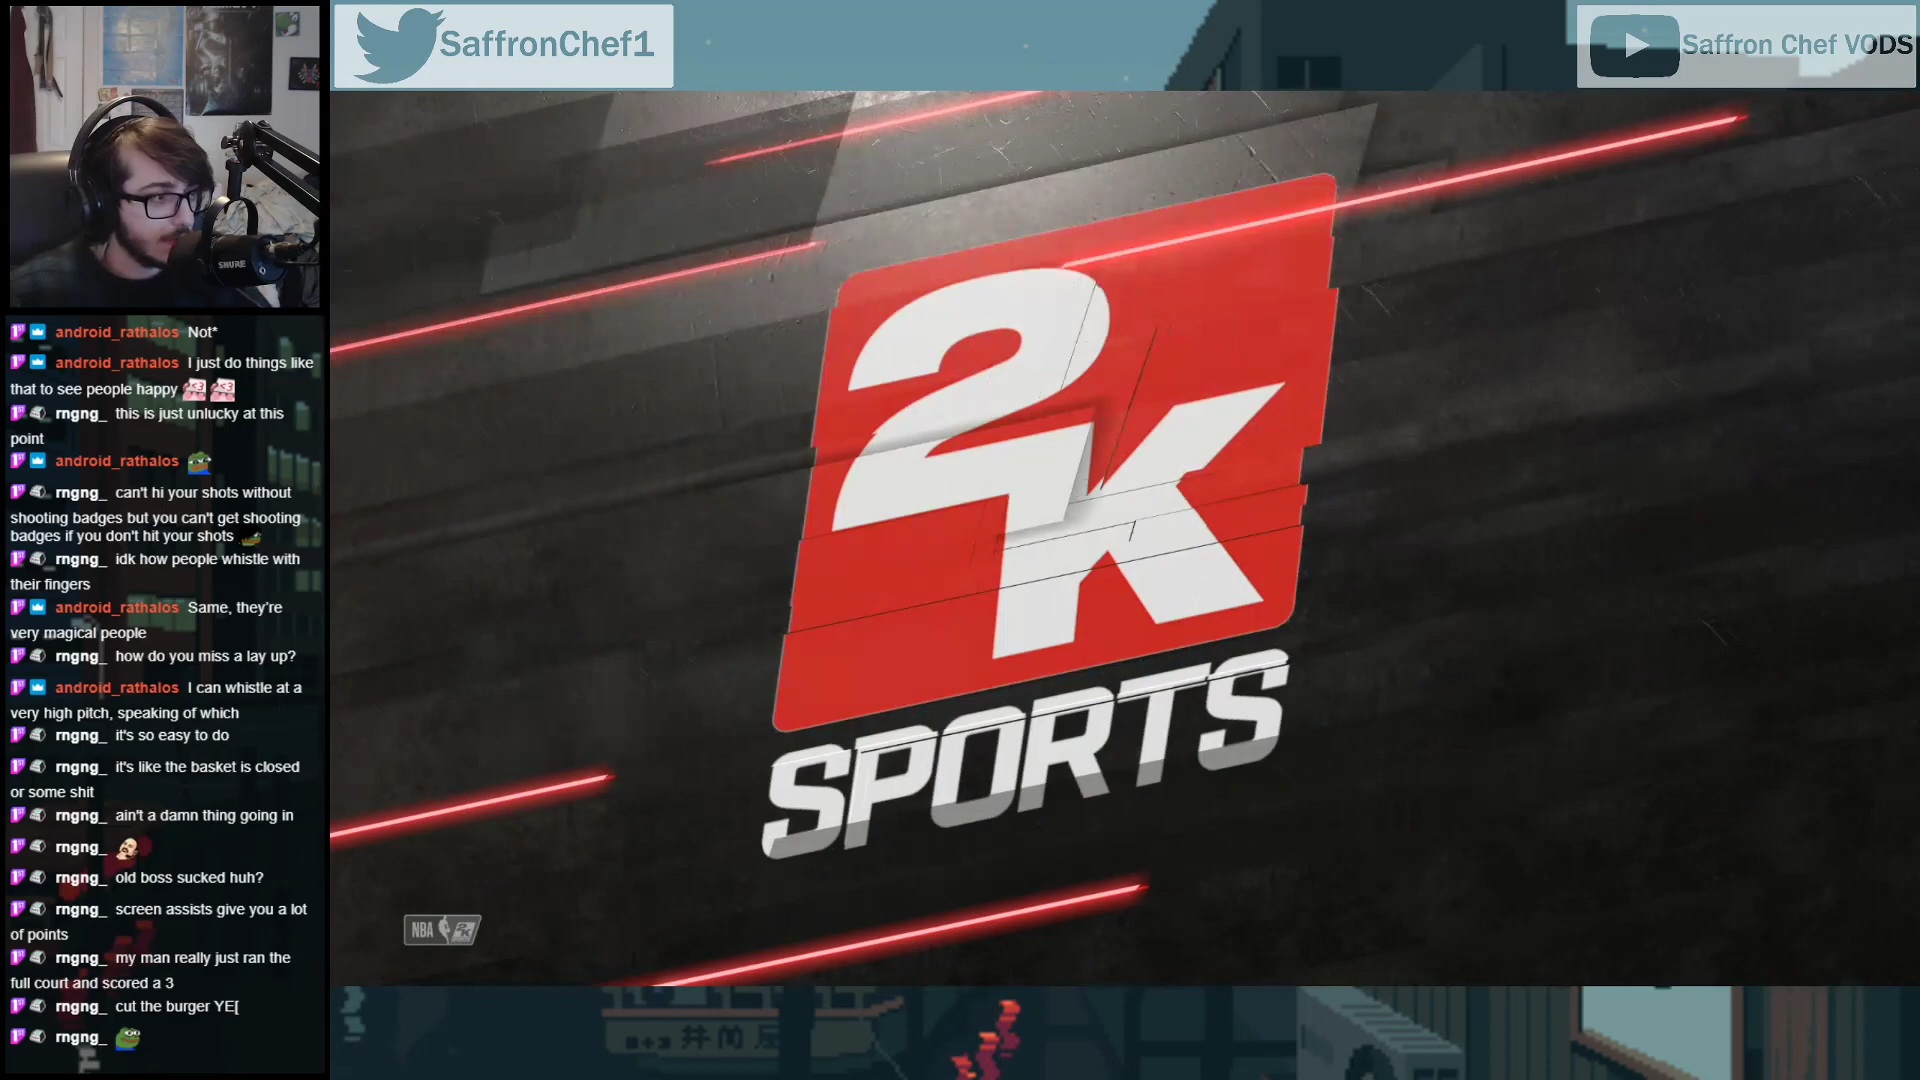 SaffronChef1
Saffron Chef VODS
SHURE
android_rathalos Not*
android_rathalos I just do things like
that to see people happy
rngng_ this is just unlucky at this
point
android_rathalos
rngng_ can't hi your shots without
shooting badges but you can't get shooting
badges if you don't hit your shots
rngng_ idk how people whistle with
their fingers
android_rathalos Same, they’re
very magical people
rngng_ how do you miss a lay up?
android_rathalos I can whistle at a
very high pitch, speaking of which
rngng_ it's so easy to do
rngng_ it's like the basket is closed
or some shit
rngng_ ain't a damn thing going in
rngng_
rngng_ old boss sucked huh?
rngng_ screen assists give you a lot
of points
rngng_ my man really just ran the
full court and scored a 3
rngng_ cut the burger YE[
rngng_
2K
SPORTS
NBA 2K